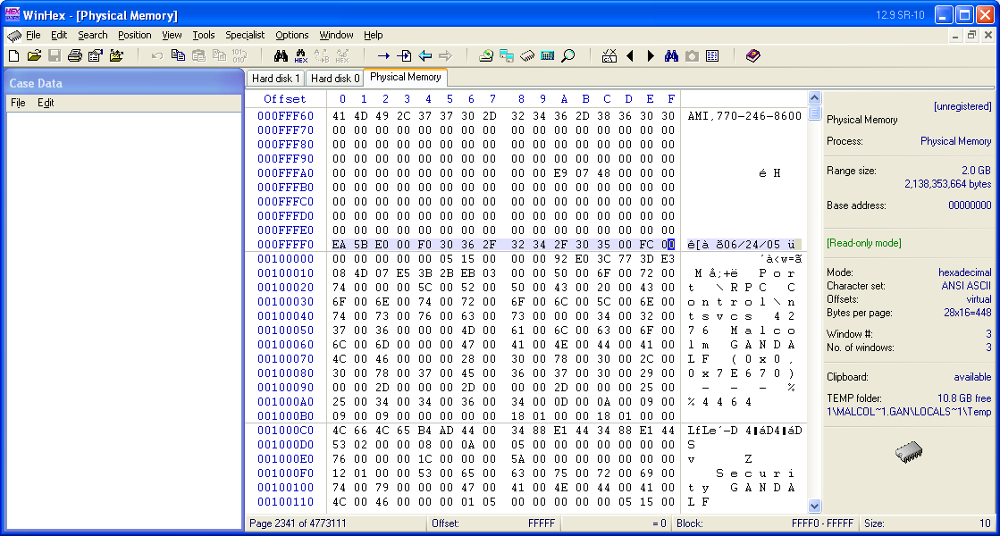 WinHex - [Physical Memory] 12.9 SR-10
File Edit Search Position View Tools Specialist Options Window Help
Case Data
File Edit
Hard disk 1 Hard disk 0 Physical Memory
Offset 0 1 2 3 4 5 6 7 8 9 A B C D E F
000FFF60 41 4D 49 2C 37 37 30 2D 32 34 36 2D 38 36 30 30 AMI,770-246-8600
000FFF70 00 00 00 00 00 00 00 00 00 00 00 00 00 00 00 00
000FFF80 00 00 00 00 00 00 00 00 00 00 00 00 00 00 00 00
000FFF90 00 00 00 00 00 00 00 00 00 00 00 00 00 00 00 00
000FFFA0 00 00 00 00 00 00 00 00 00 00 E9 07 48 00 00 00 é H
000FFFB0 00 00 00 00 00 00 00 00 00 00 00 00 00 00 00 00
000FFFC0 00 00 00 00 00 00 00 00 00 00 00 00 00 00 00 00
000FFFD0 00 00 00 00 00 00 00 00 00 00 00 00 00 00 00 00
000FFFE0 00 00 00 00 00 00 00 00 00 00 00 00 00 00 00 00
000FFFF0 EA 5B E0 00 F0 30 36 2F 32 34 2F 30 35 00 FC 00 ê[à ð06/24/05 ü
00100000 00 00 00 00 05 15 00 00 00 92 E0 3C 77 3D E3 ´à<w=ã
00100010 08 4D 07 E5 3B 2B EB 03 00 00 50 00 6F 00 72 00 M å;+ë P o r
00100020 74 00 00 00 5C 00 52 00 50 00 43 00 20 00 43 00 t \ R P C C
00100030 6F 00 6E 00 74 00 72 00 6F 00 6C 00 5C 00 6E 00 o n t r o l \ n
00100040 74 00 73 00 76 00 63 00 73 00 00 00 34 00 32 00 t s v c s 4 2
00100050 37 00 36 00 00 00 4D 00 61 00 6C 00 63 00 6F 00 7 6 M a l c o
00100060 6C 00 6D 00 00 00 47 00 41 00 4E 00 44 00 41 00 l m G A N D A
00100070 4C 00 46 00 00 00 28 00 30 00 78 00 30 00 2C 00 L F ( 0 x 0 ,
00100080 30 00 78 00 37 00 45 00 36 00 37 00 30 00 29 00 0 x 7 E 6 7 0 )
00100090 00 00 2D 00 00 00 2D 00 00 00 2D 00 00 00 25 00 - - - %
001000A0 25 00 34 00 34 00 36 00 34 00 0D 00 0A 00 09 00 % 4 4 6 4
001000B0 09 00 09 00 00 00 00 00 18 01 00 00 18 01 00 00
001000C0 4C 66 4C 65 B4 AD 44 00 34 88 E1 44 34 88 E1 44 LfLe´-D 4▮áD4▮áD
001000D0 53 02 00 00 08 00 0A 00 05 00 00 00 00 00 00 00 S
001000E0 76 00 00 00 1C 00 00 00 5A 00 00 00 00 00 00 00 v Z
001000F0 12 01 00 00 53 00 65 00 63 00 75 00 72 00 69 00 S e c u r i
00100100 74 00 79 00 00 00 47 00 41 00 4E 00 44 00 41 00 t y G A N D A
00100110 4C 00 46 00 00 00 01 05 00 00 00 00 00 05 15 00 L F
[unregistered]
Physical Memory
Process: Physical Memory
Range size: 2.0 GB
2,138,353,664 bytes
Base address: 00000000
[Read-only mode]
Mode: hexadecimal
Character set: ANSI ASCII
Offsets: virtual
Bytes per page: 28x16=448
Window #: 3
No. of windows: 3
Clipboard: available
TEMP folder: 10.8 GB free
1\MALCOL~1.GAN\LOCALS~1\Temp
Page 2341 of 4773111 Offset: FFFFF = 0 Block: FFFF0 - FFFFF Size: 10